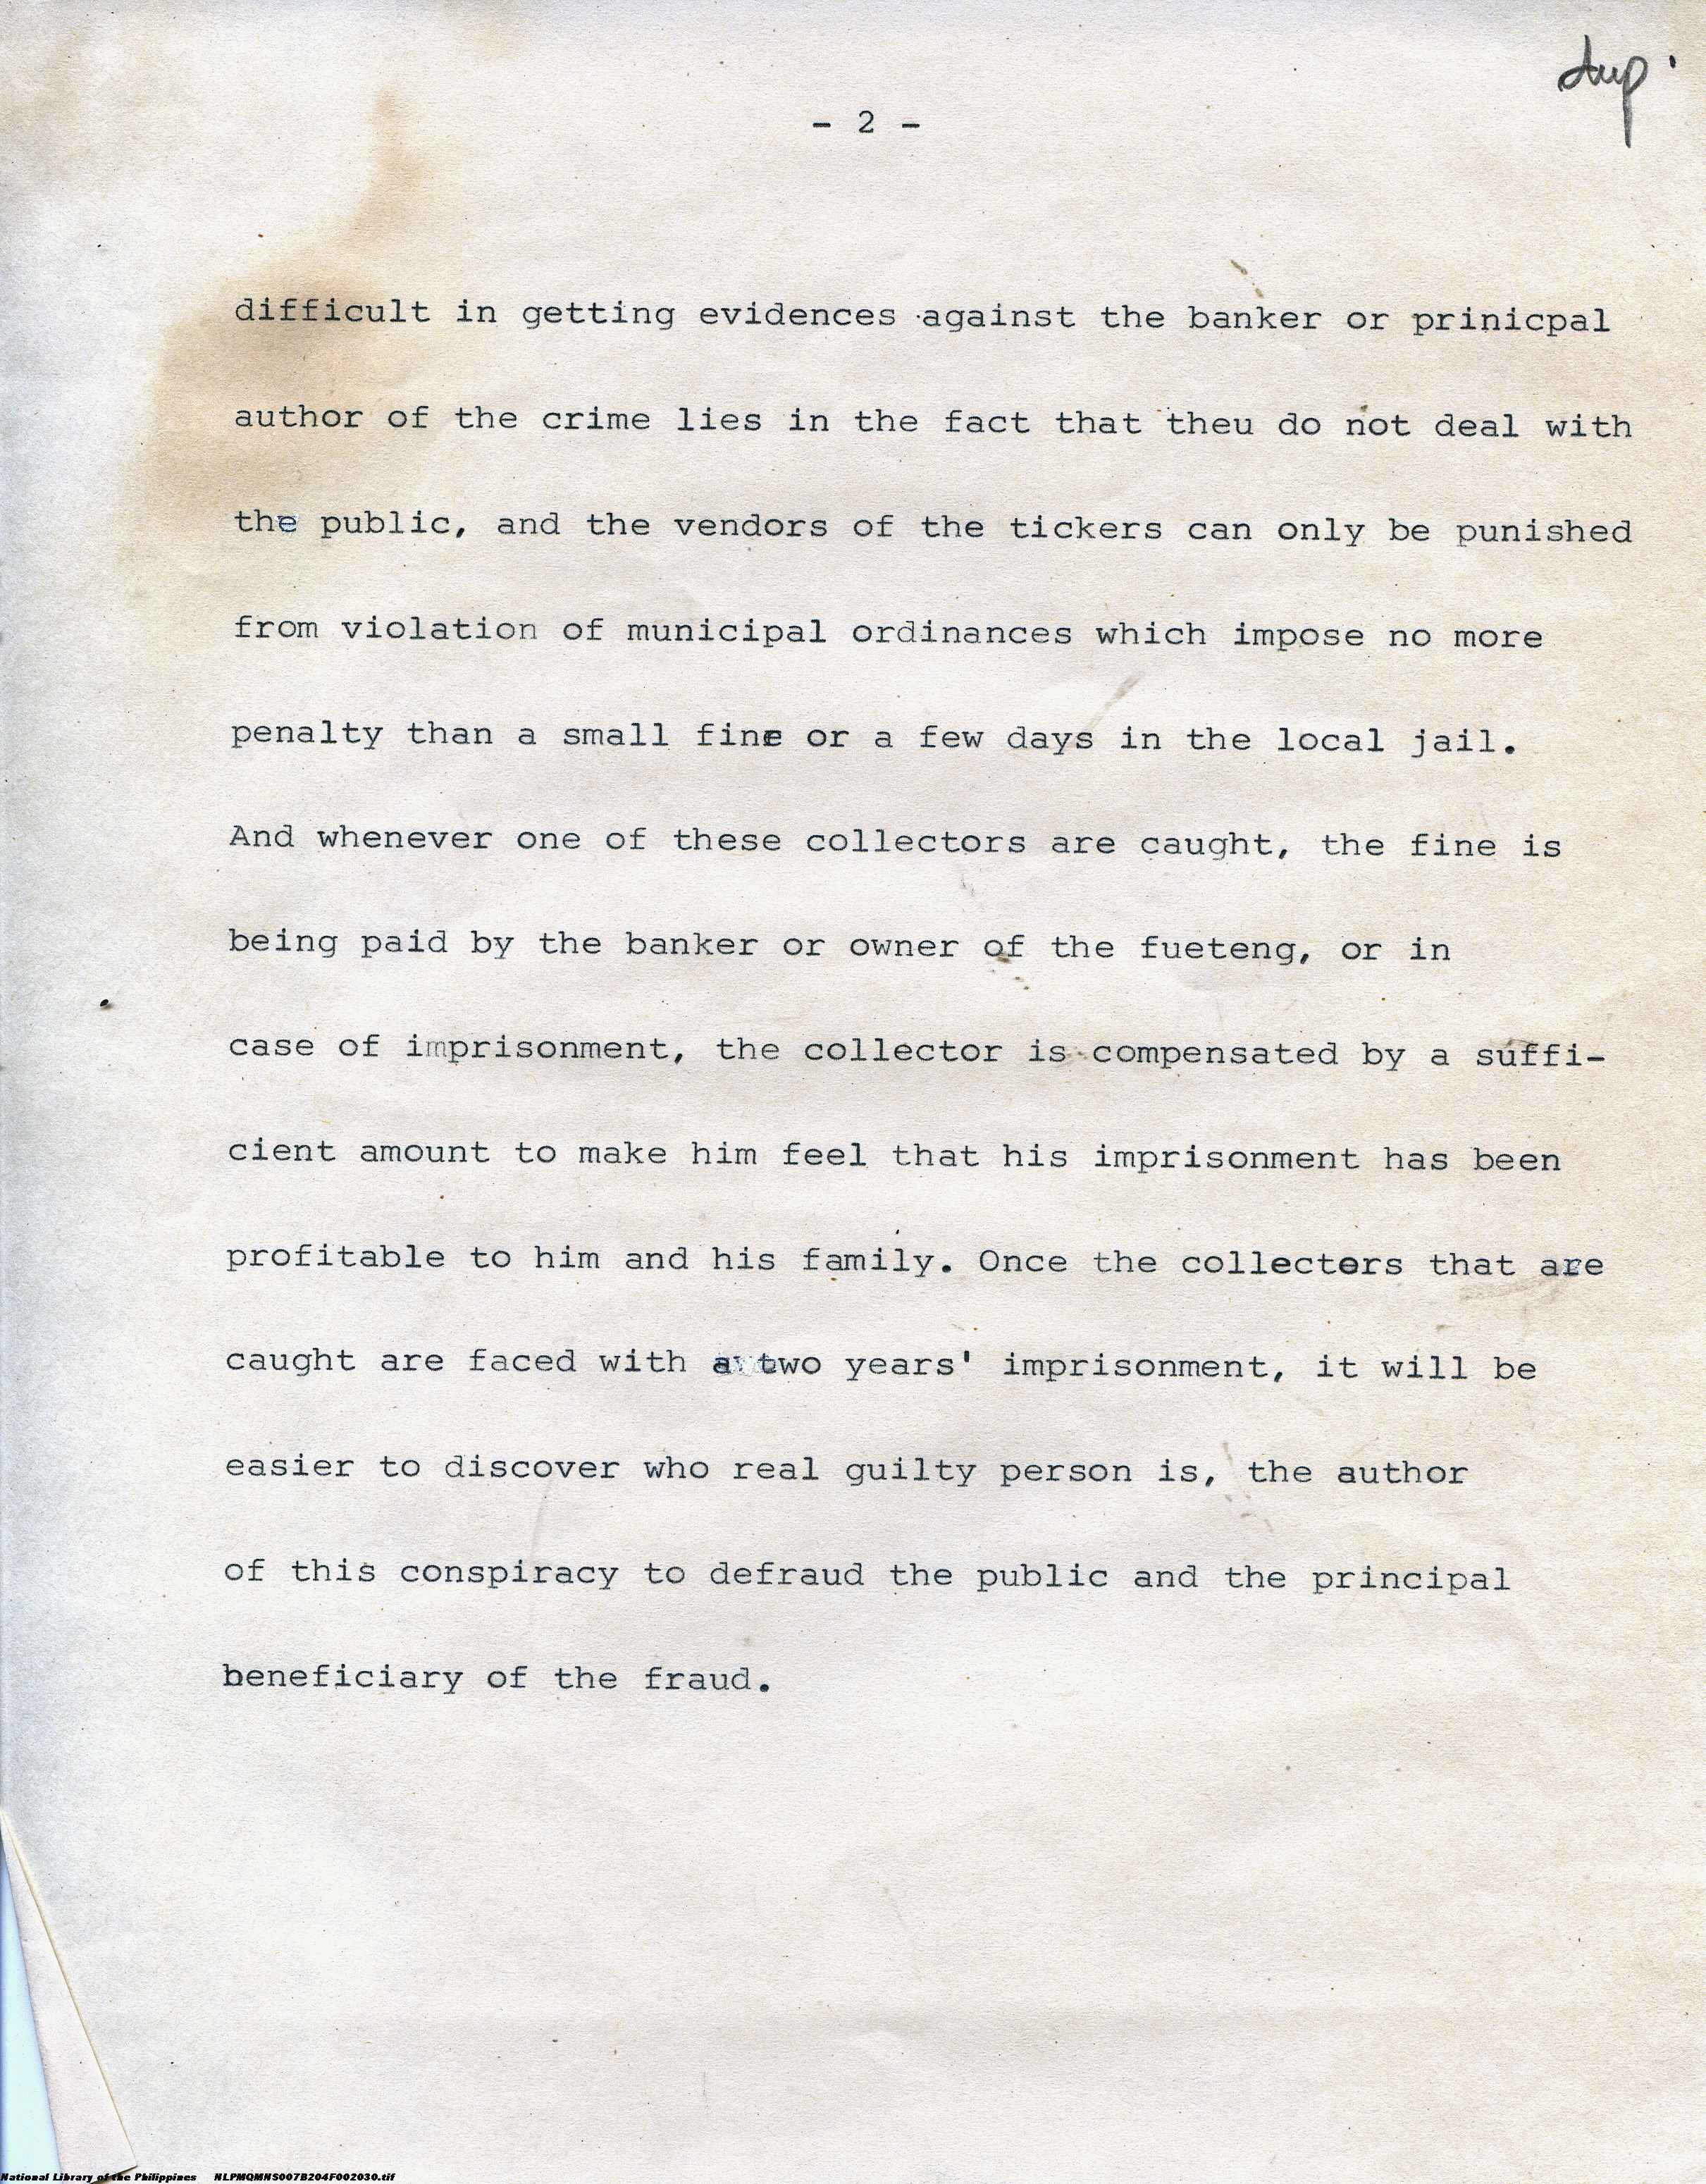 dup.
- 2 -
difficult in getting evidences against the banker or prinicpal
author of the crime lies in the fact that theu do not deal with
the public, and the vendors of the tickers can only be punished
from violation of municipal ordinances which impose no more
penalty than a small fine or a few days in the local jail.
And whenever one of these collectors are caught, the fine is
being paid by the banker or owner of the fueteng, or in
case of imprisonment, the collector is compensated by a suffi-
cient amount to make him feel that his imprisonment has been
profitable to him and his family. Once the collectors that are
caught are faced with a two years' imprisonment, it will be
easier to discover who real guilty person is, the author
of this conspiracy to defraud the public and the principal
beneficiary of the fraud.
National Library of the Philippines NLPMQMNS007B204F002030.tif